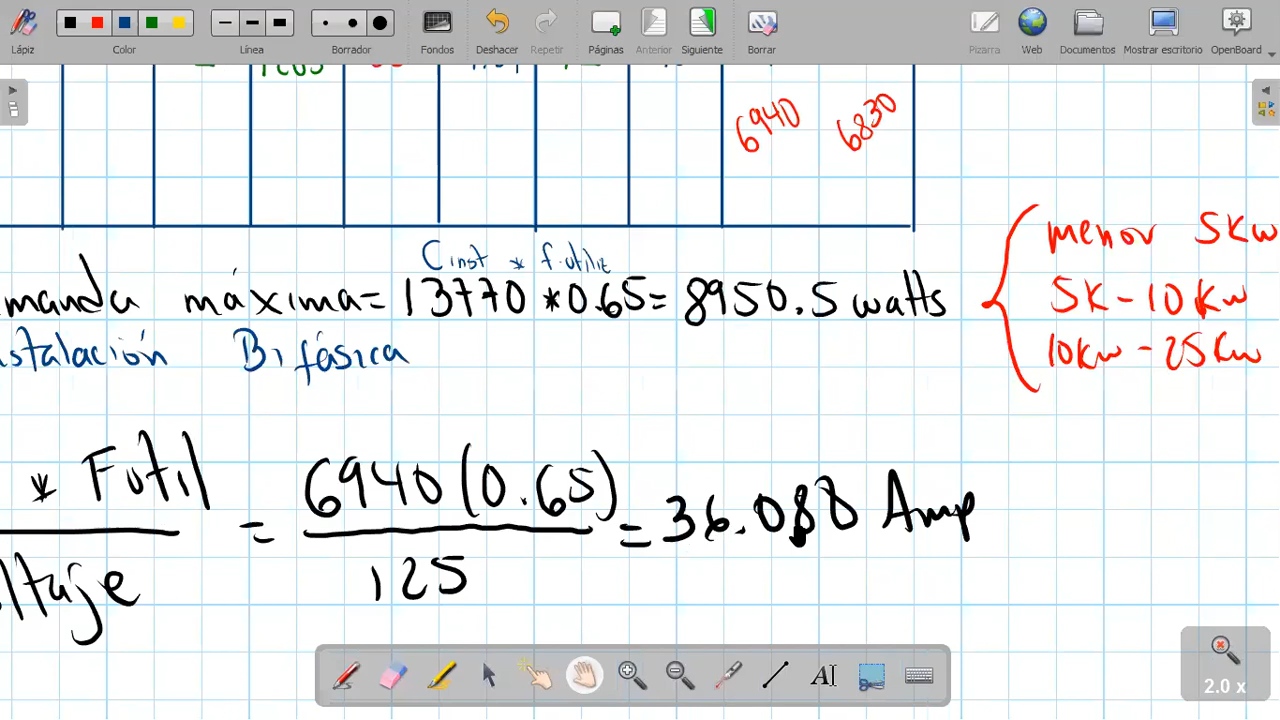 Lápiz Color Línea Borrador Fondos Deshacer Repetir Páginas Anterior Siguiente Borrar Pizarra Web Documentos Mostrar escritorio OpenBoard
6940 6830
Cinst * f.utiliz
manda máxima= 13770 *0.65= 8950.5 watts
nstalación Bifásica
menor 5Kw
5K-10Kw
10Kw-25Kw
* Futil = 6940(0.65) = 36.088 Amp
ltaje 125
2.0 x